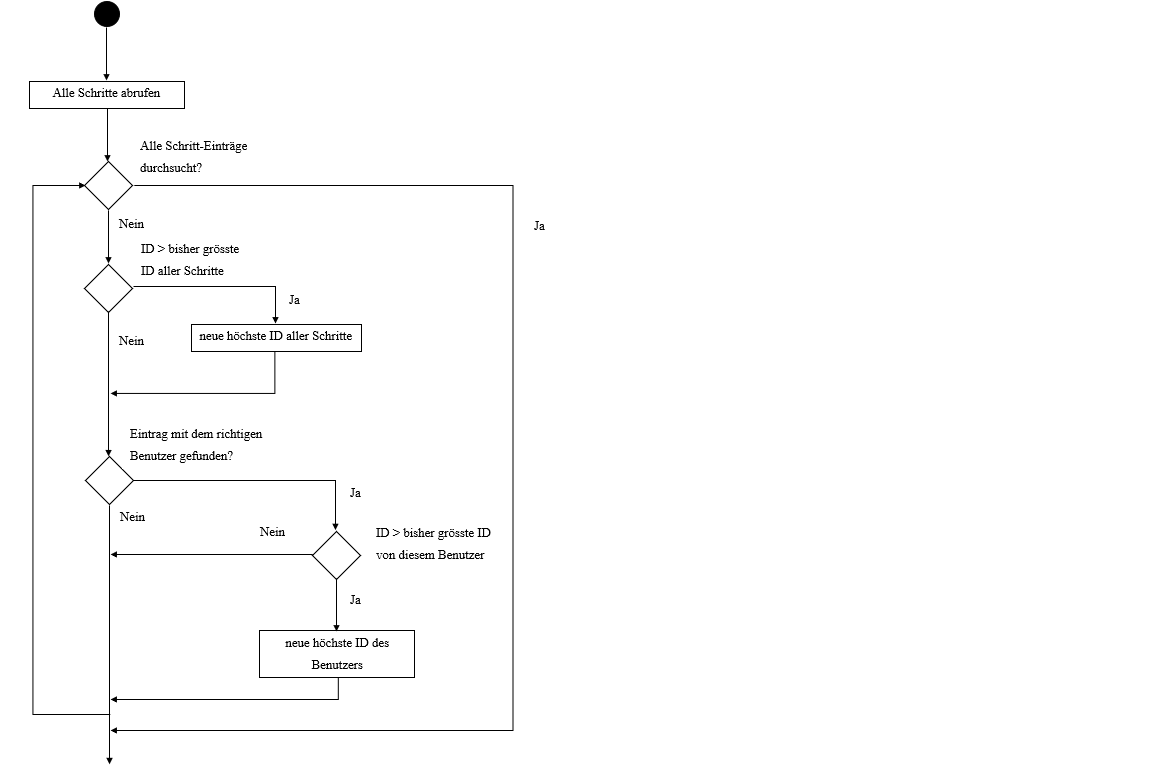 Alle Schritte abrufen
Alle Schritt-Einträge
durchsucht?
Ja
Nein
ID > bisher grösste
ID aller Schritte
Ja
neue höchste ID aller Schritte
Nein
Eintrag mit dem richtigen
Benutzer gefunden?
Ja
Nein
Nein
ID > bisher grösste ID
von diesem Benutzer
Ja
neue höchste ID des
Benutzers